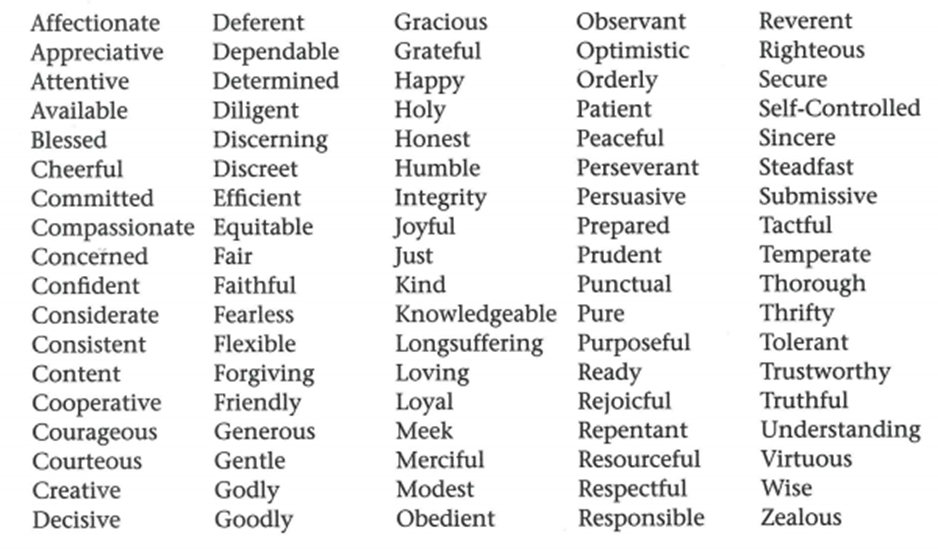 Affectionate Deferent Gracious Observant Reverent
Appreciative Dependable Grateful Optimistic Righteous
Attentive Determined Happy Orderly Secure
Available Diligent Holy Patient Self-Controlled
Blessed Discerning Honest Peaceful Sincere
Cheerful Discreet Humble Perseverant Steadfast
Committed Efficient Integrity Persuasive Submissive
Compassionate Equitable Joyful Prepared Tactful
Concerned Fair Just Prudent Temperate
Confident Faithful Kind Punctual Thorough
Considerate Fearless Knowledgeable Pure Thrifty
Consistent Flexible Longsuffering Purposeful Tolerant
Content Forgiving Loving Ready Trustworthy
Cooperative Friendly Loyal Rejoicful Truthful
Courageous Generous Meek Repentant Understanding
Courteous Gentle Merciful Resourceful Virtuous
Creative Godly Modest Respectful Wise
Decisive Goodly Obedient Responsible Zealous